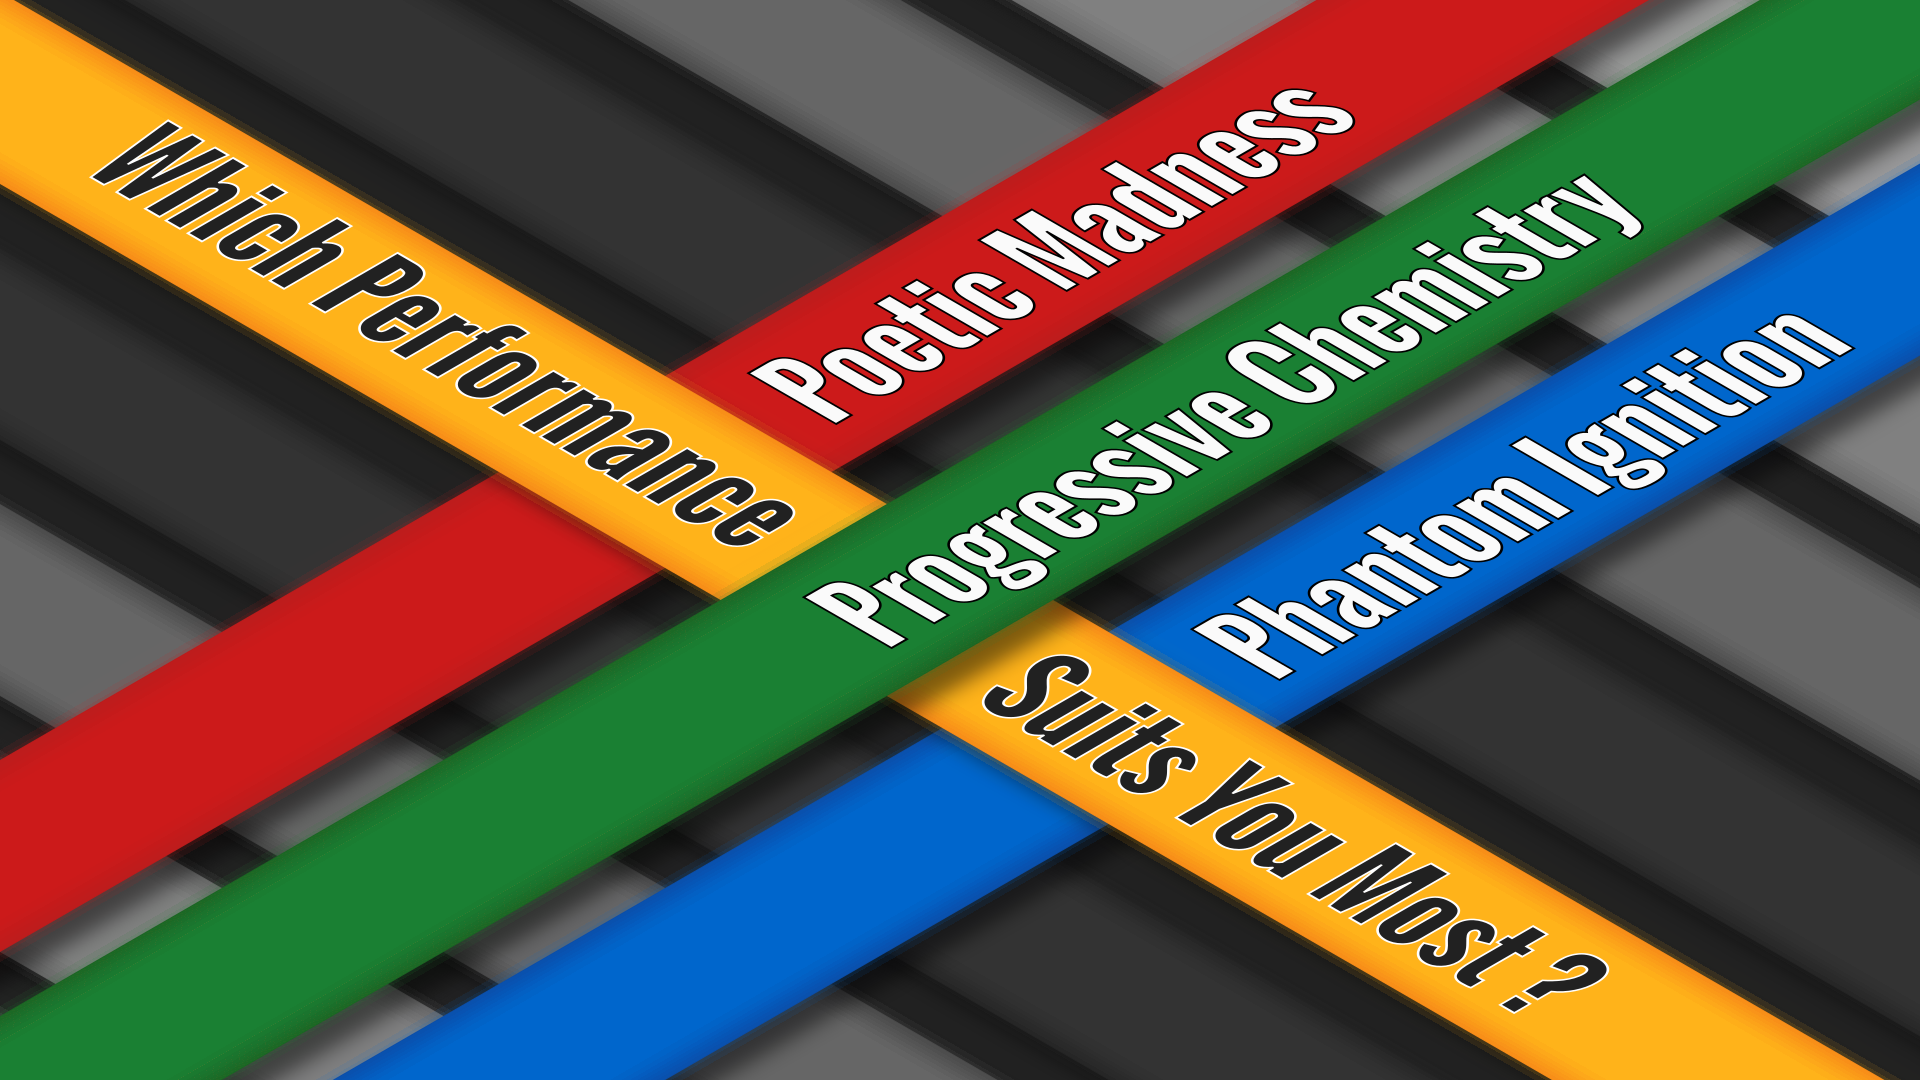 Which Performance
Poetic Madness
Progressive Chemistry
Phantom Ignition
Suits You Most ?